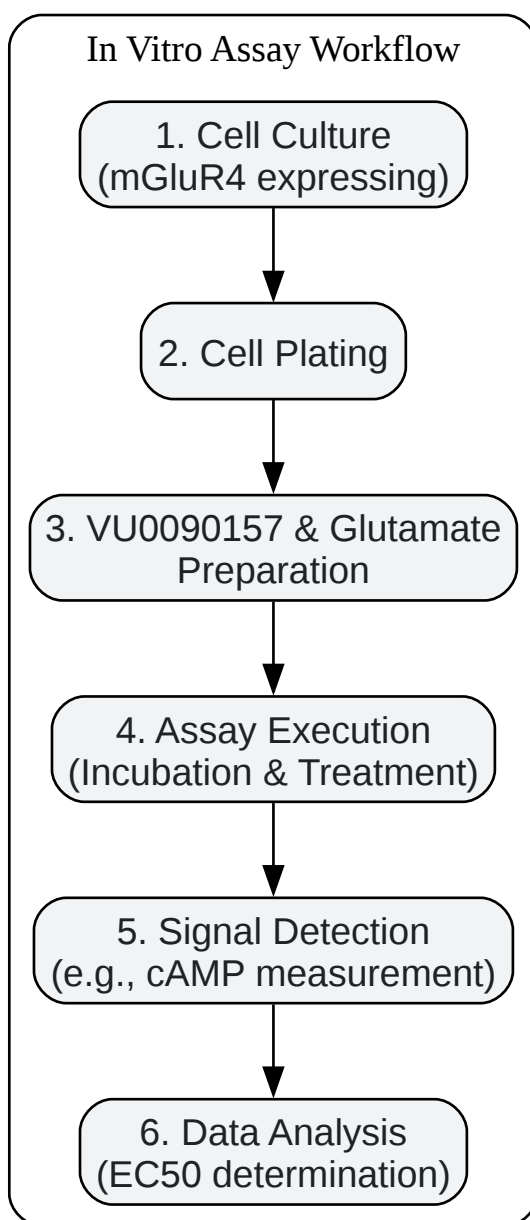 In Vitro Assay Workflow
1. Cell Culture
(mGluR4 expressing)
2. Cell Plating
3. VU0090157 & Glutamate
Preparation
4. Assay Execution
(Incubation & Treatment)
5. Signal Detection
(e.g., cAMP measurement)
6. Data Analysis
(EC50 determination)